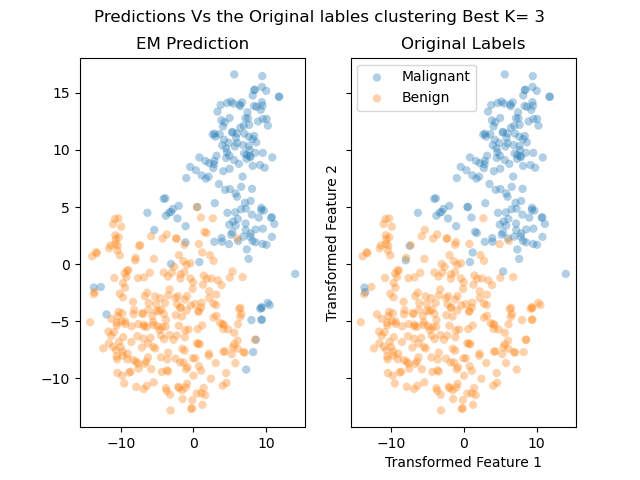 Predictions Vs the Original lables clustering Best K= 3
EM Prediction
Original Labels
Malignant
Benign
15
10
5
0
−5
−10
Transformed Feature 2
−10 0 10
−10 0 10
Transformed Feature 1